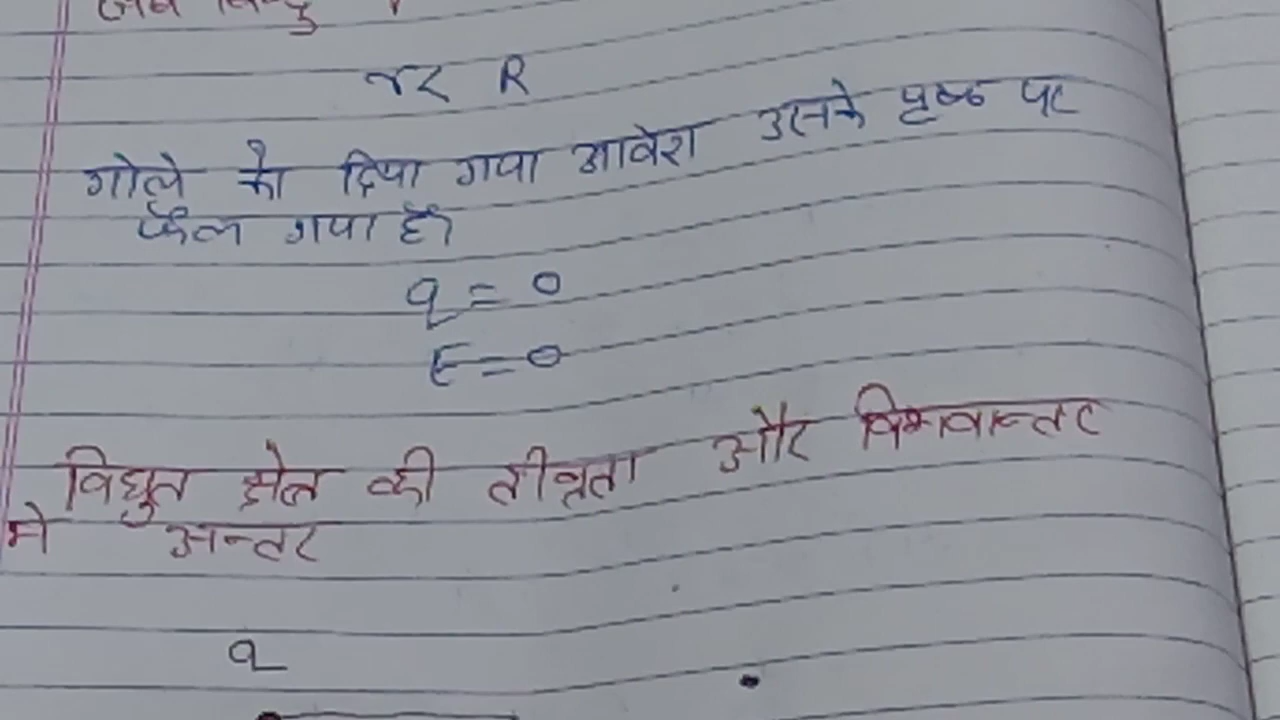 r< R
गोले को दिया गया आवेश उसके पृष्ठ पर
फैल गया है।
q = 0
E = 0
विधुत क्षेत्र की तीव्रता और विभवान्तर
मे अन्तर
q